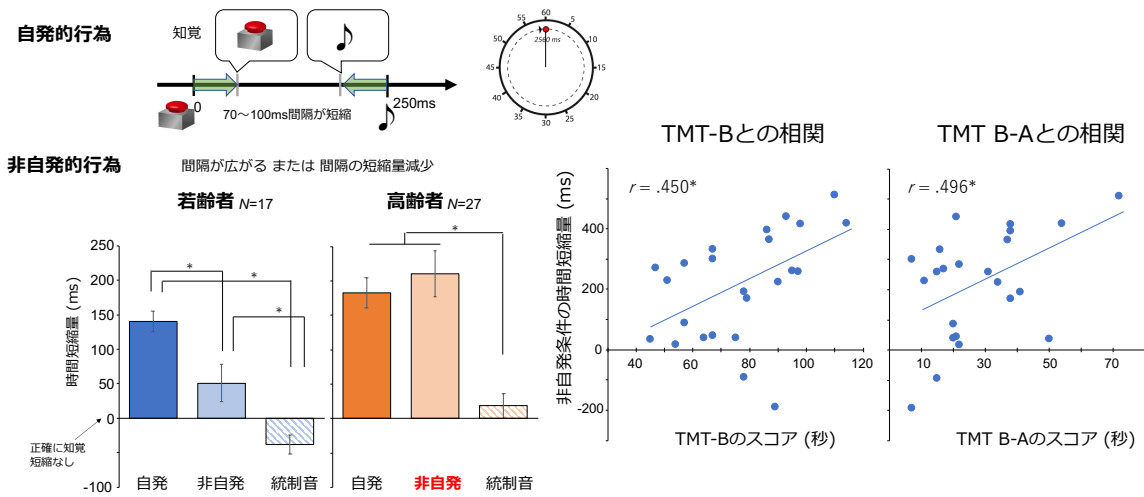 自発的行為
知覚
0
250ms
70～100ms間隔が短縮
60
5
10
15
20
25
30
35
40
45
50
55
2560 ms
非自発的行為
間隔が広がる または 間隔の短縮量減少
若齢者 N=17
高齢者 N=27
時間短縮量 (ms)
250
200
150
100
50
0
-50
-100
*
*
*
*
正確に知覚
短縮なし
自発
非自発
統制音
自発
非自発
統制音
TMT-Bとの相関
TMT B-Aとの相関
r = .450*
r = .496*
非自発条件の時間短縮量 (ms)
400
200
0
-200
40
60
80
100
120
10
30
50
70
TMT-Bのスコア (秒)
TMT B-Aのスコア (秒)